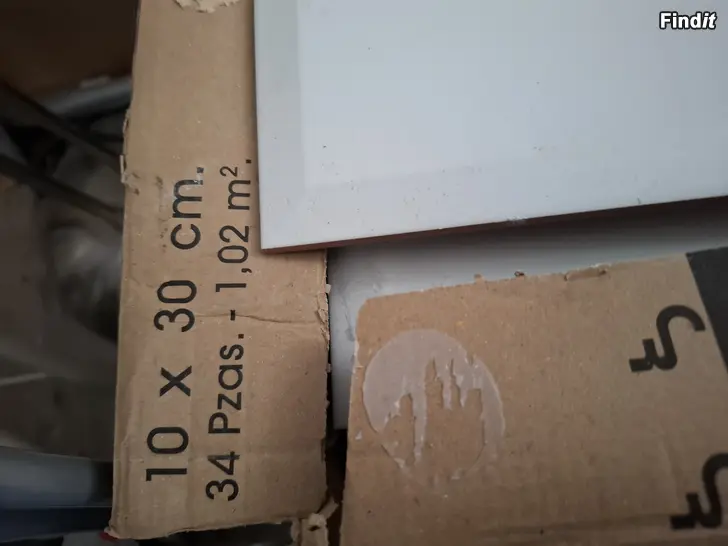 Findit
10 x 30 cm.
34 Pzas. - 1,02 m².